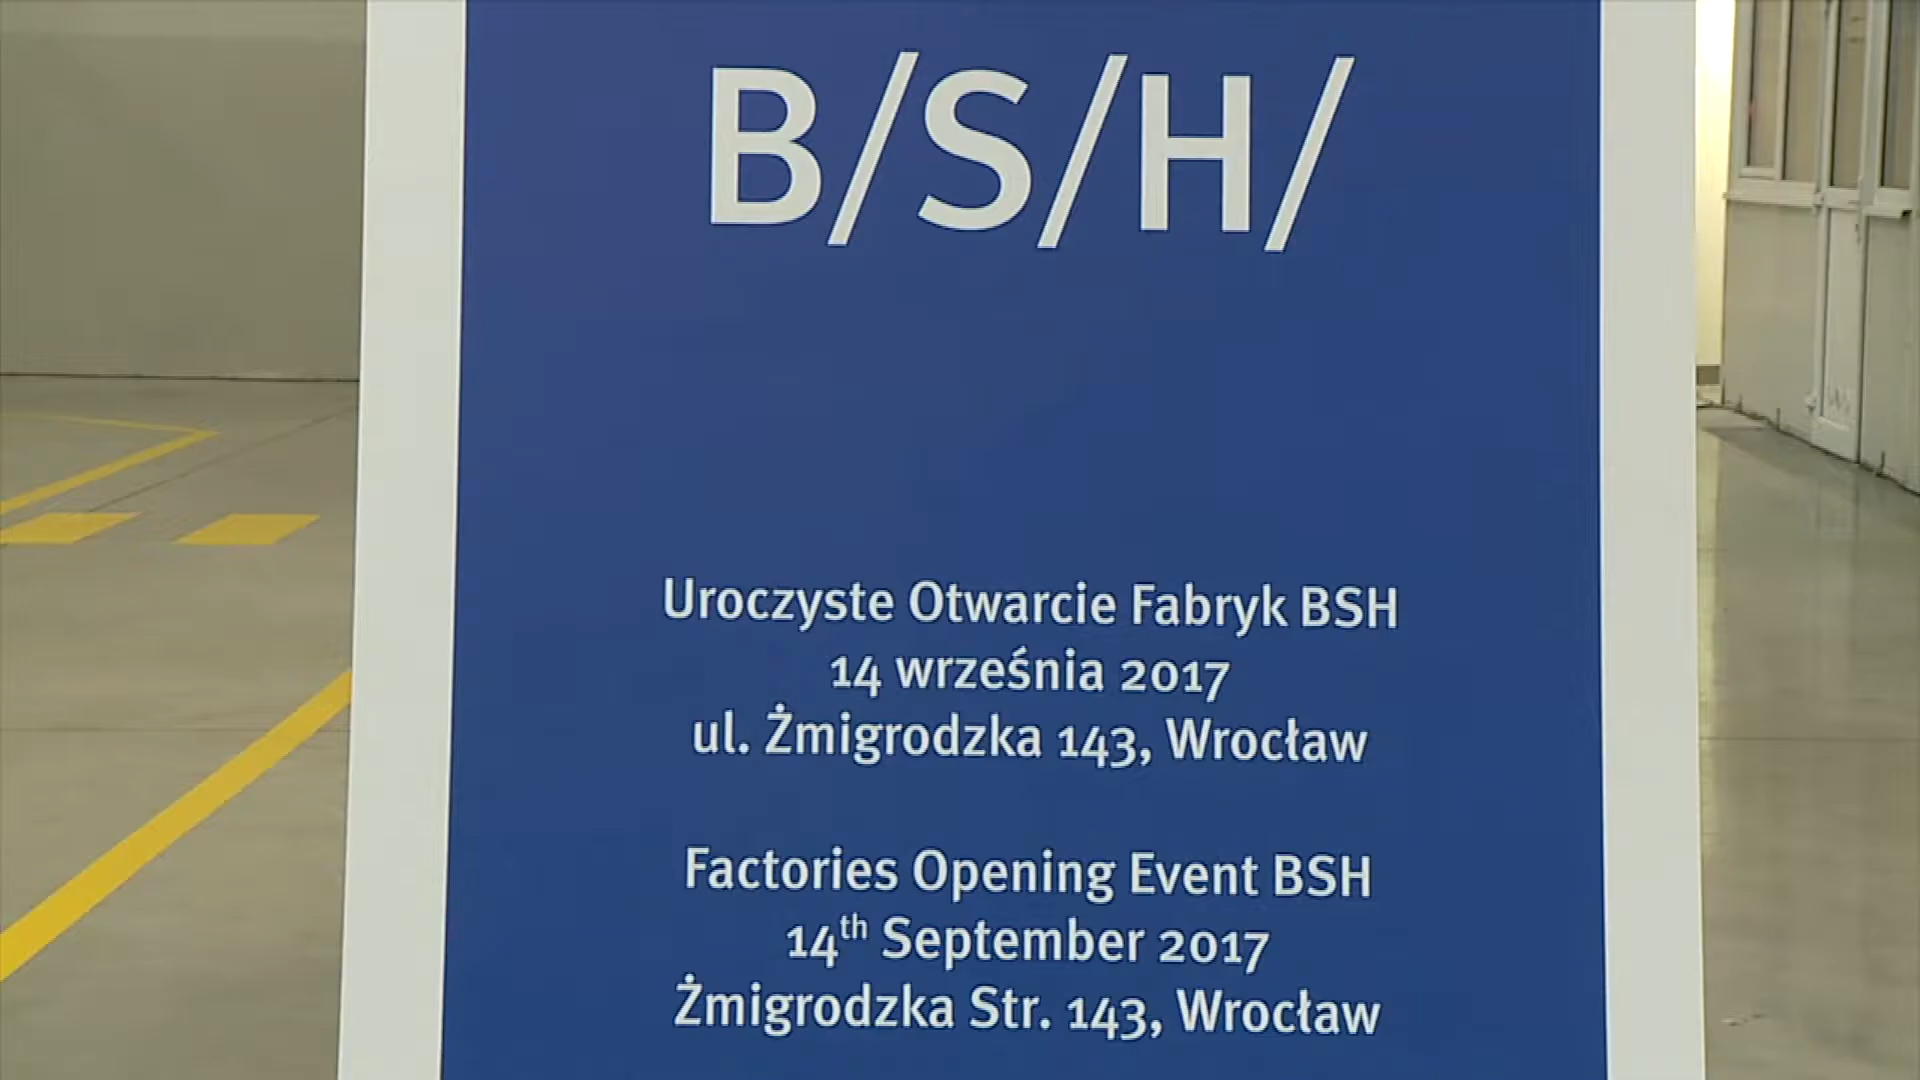 B/S/H/
Uroczyste Otwarcie Fabryk BSH
14 września 2017
ul. Żmigrodzka 143, Wrocław
Factories Opening Event BSH
14th September 2017
Żmigrodzka Str. 143, Wrocław